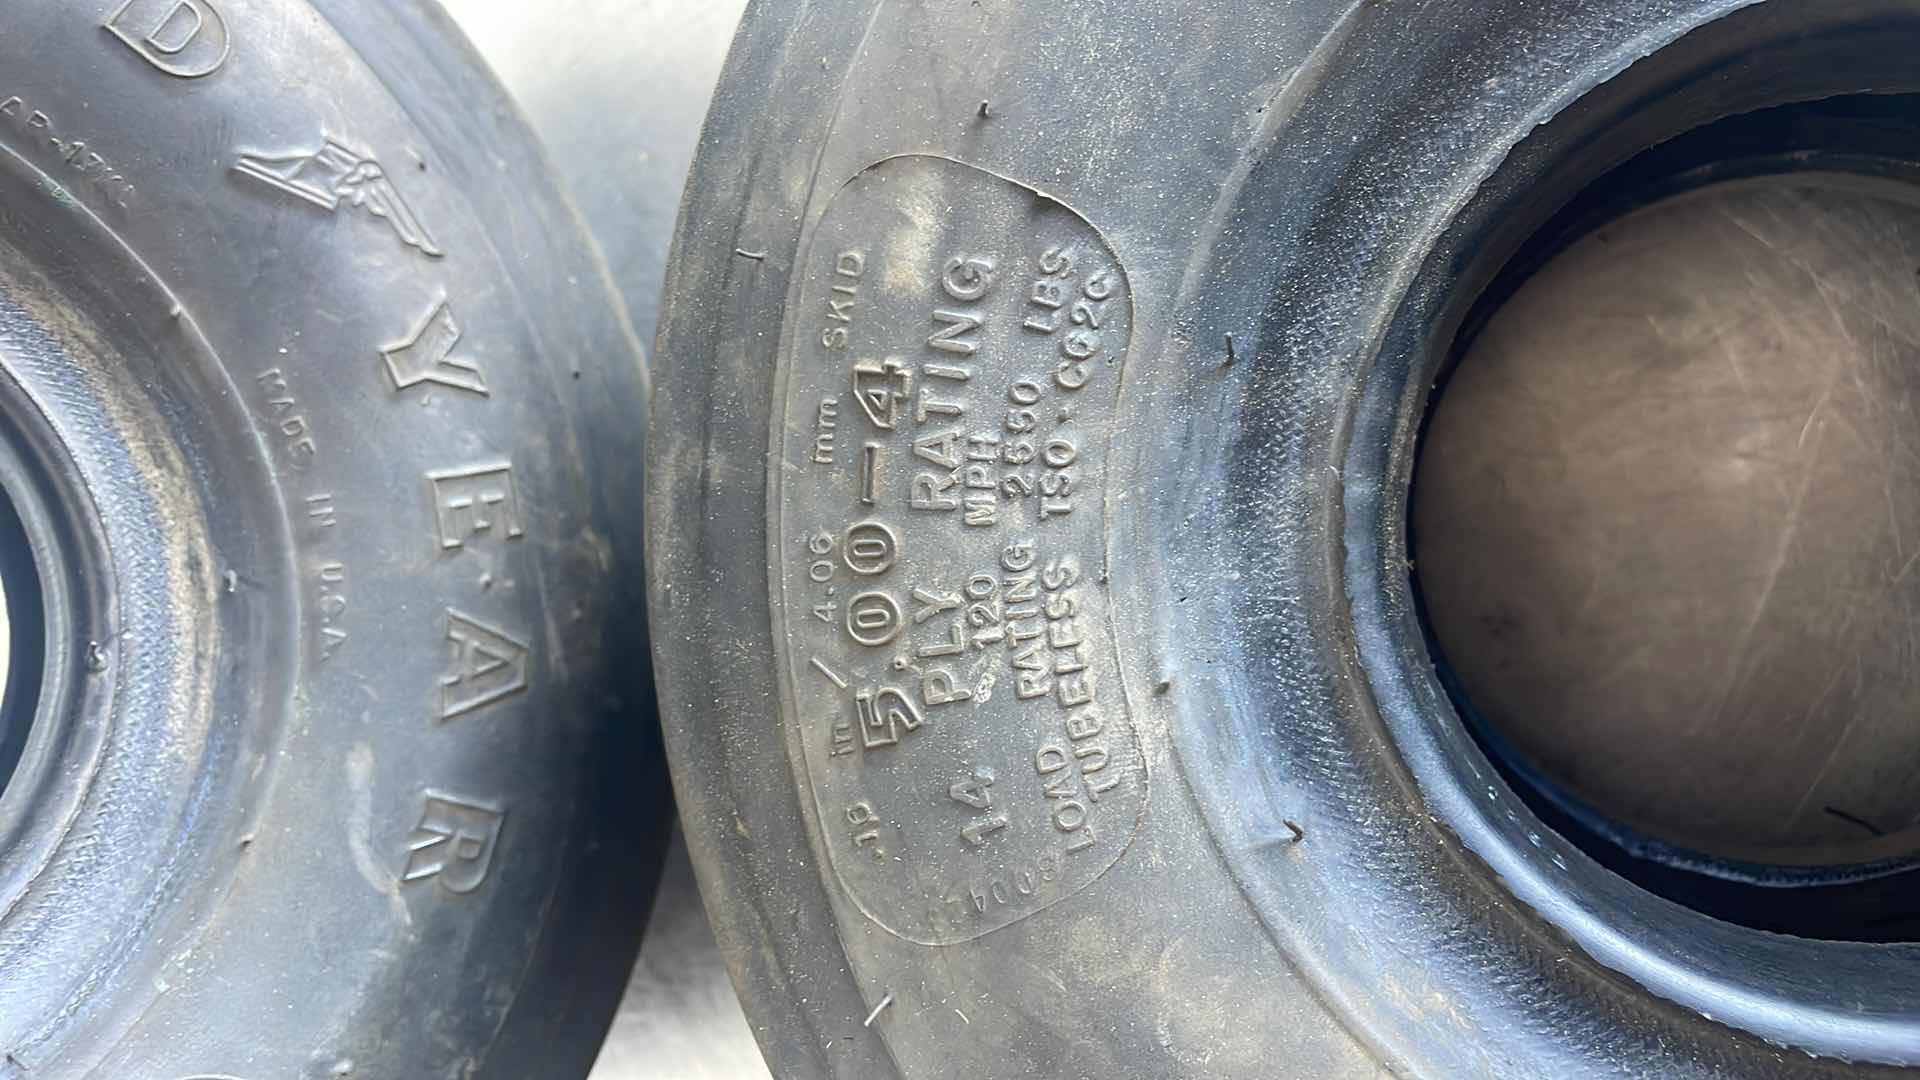 D YEAR
MADE IN U.S.A.
.16 in / 4.06 mm SKID
5.00-4
14 PLY RATING
120 MPH
LOAD RATING 2550 LBS
TUBELESS TSO-C62C